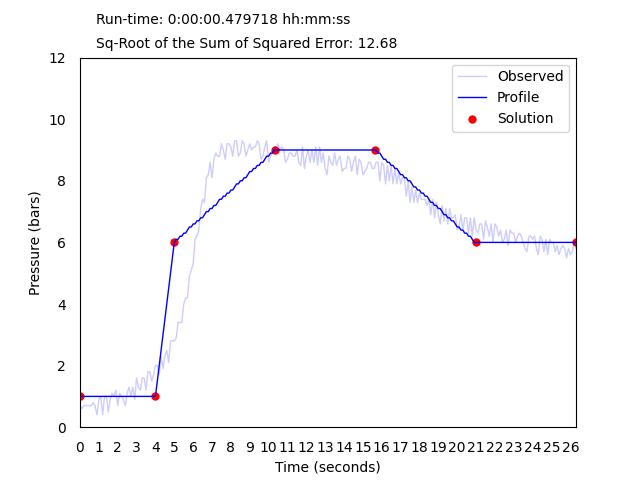 Run-time: 0:00:00.479718 hh:mm:ss
Sq-Root of the Sum of Squared Error: 12.68
Observed
Profile
Solution
12
10
8
6
4
2
0
Pressure (bars)
0 1 2 3 4 5 6 7 8 9 10 11 12 13 14 15 16 17 18 19 20 21 22 23 24 25 26
Time (seconds)